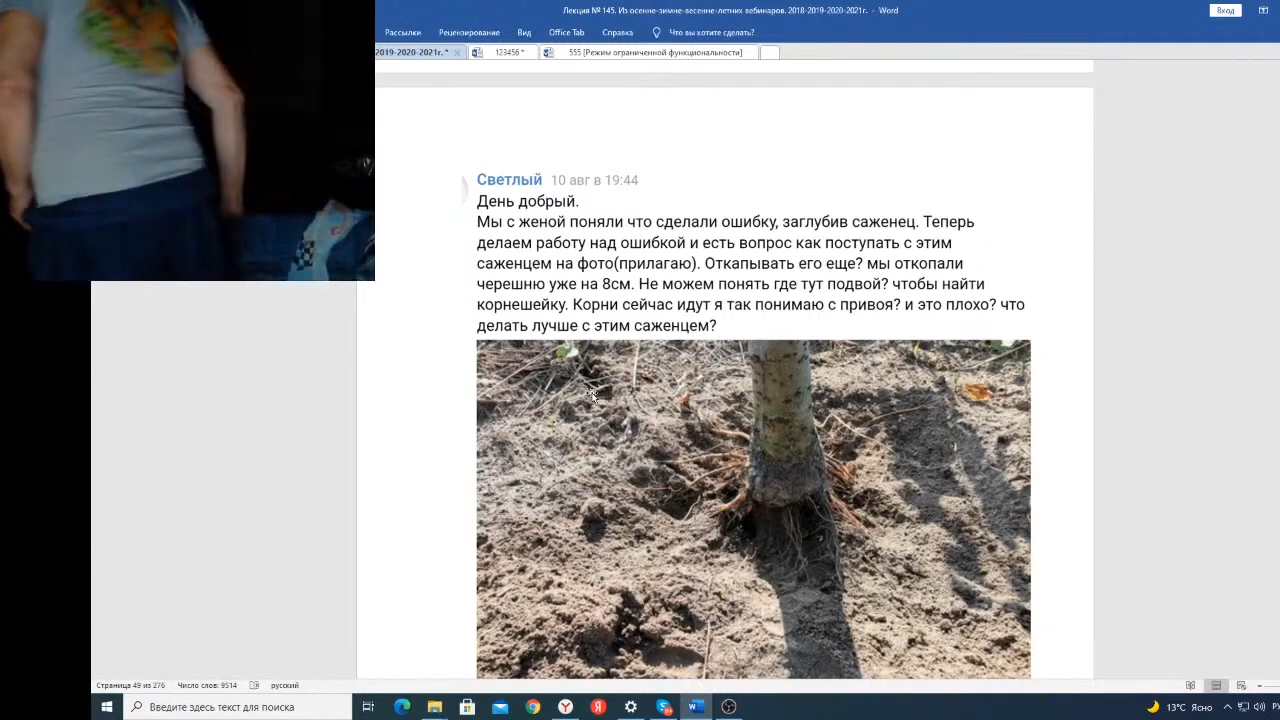 Лекция № 145. Из осенне-зимне-весенне-летних вебинаров. 2018-2019-2020-2021г. - Word
Вход
Рассылки Рецензирование Вид Office Tab Справка Что вы хотите сделать?
2019-2020-2021г. * 123456 * 555 [Режим ограниченной функциональности]
Светлый 10 авг в 19:44
День добрый.
Мы с женой поняли что сделали ошибку, заглубив саженец. Теперь
делаем работу над ошибкой и есть вопрос как поступать с этим
саженцем на фото(прилагаю). Откапывать его еще? мы откопали
черешню уже на 8см. Не можем понять где тут подвой? чтобы найти
корнешейку. Корни сейчас идут я так понимаю с привоя? и это плохо? что
делать лучше с этим саженцем?
Страница 49 из 276 Число слов: 9514 русский
Введите здесь текст для поиска
13°C Ясно